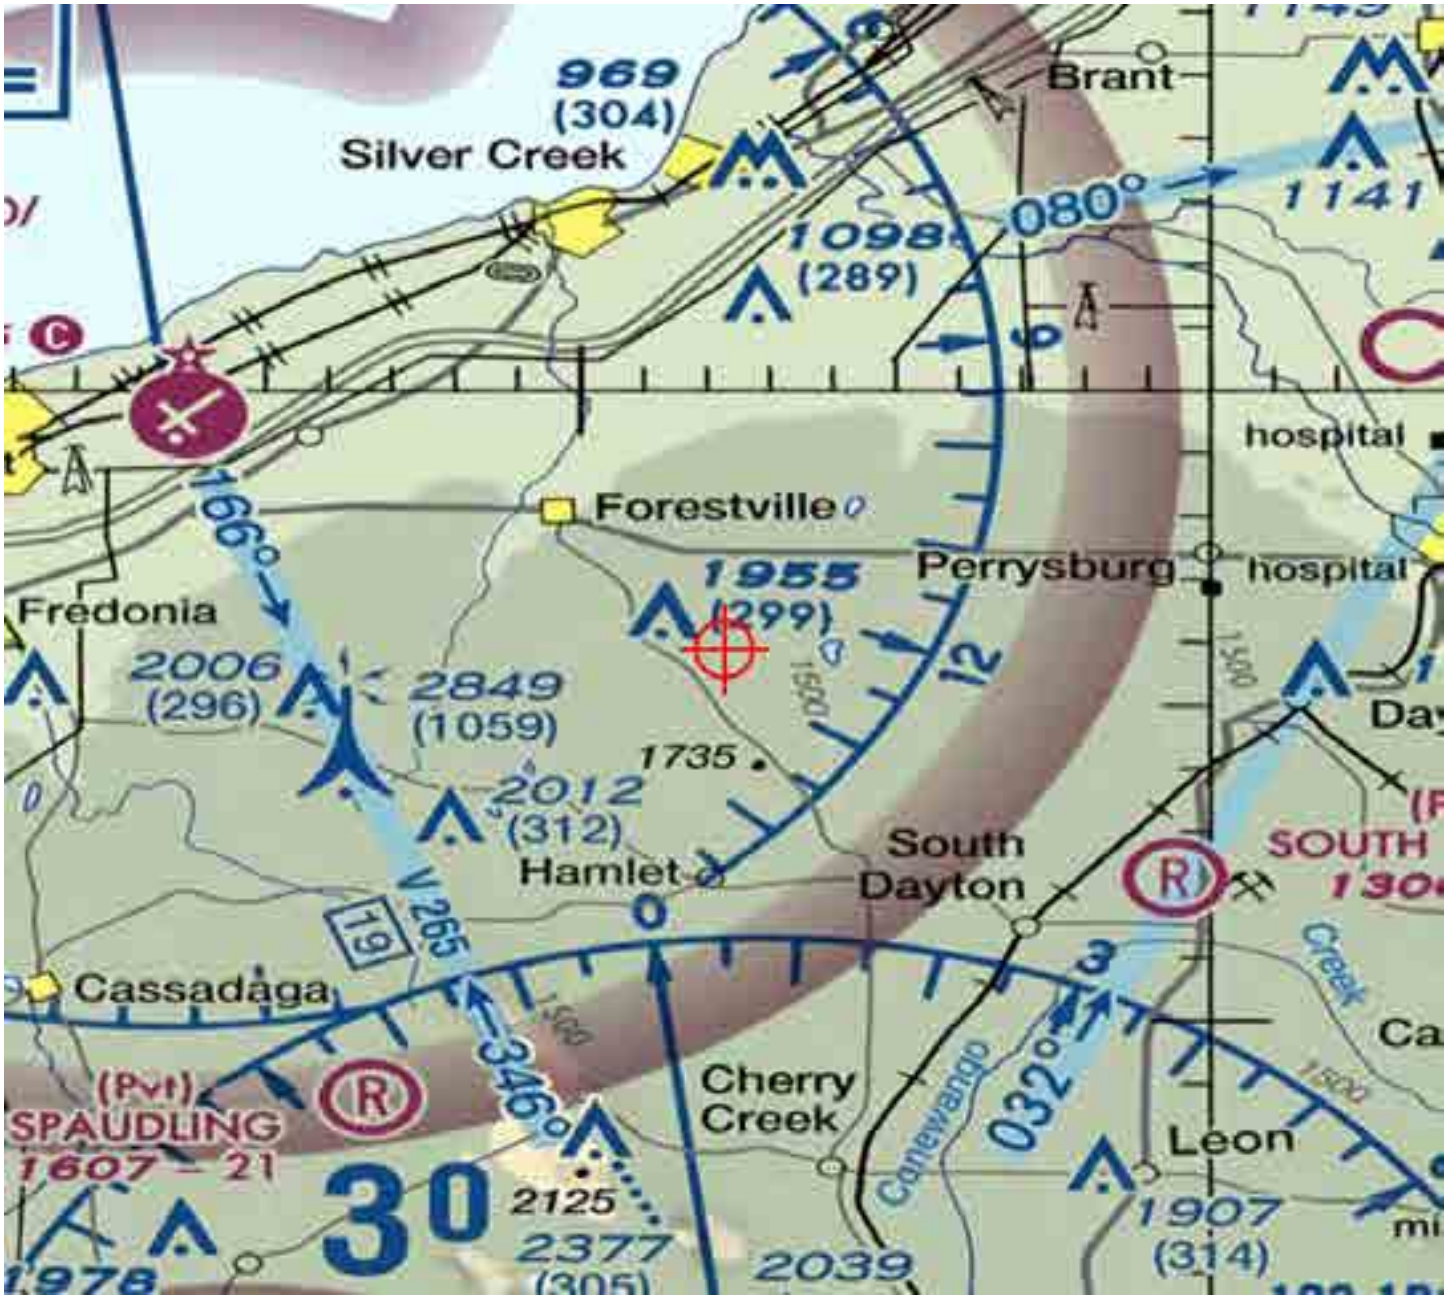 969
(304)
Silver Creek
Brant
080°
1141
1098
(289)
C
6
hospital
166°
Forestville
Perrysburg
hospital
1955
(299)
Fredonia
2006
(296)
2849
(1059)
12
1500
1500
1735
2012
(312)
Hamlet
South
Dayton
R
SOUTH
V 265
19
0
Cassadaga
3
Creek
1500
346°
R
(Pvt)
SPAUDLING
1607 - 21
Cherry
Creek
Conewango
032°
1500
Leon
30
2125
2377
(305)
2039
1907
(314)
1978